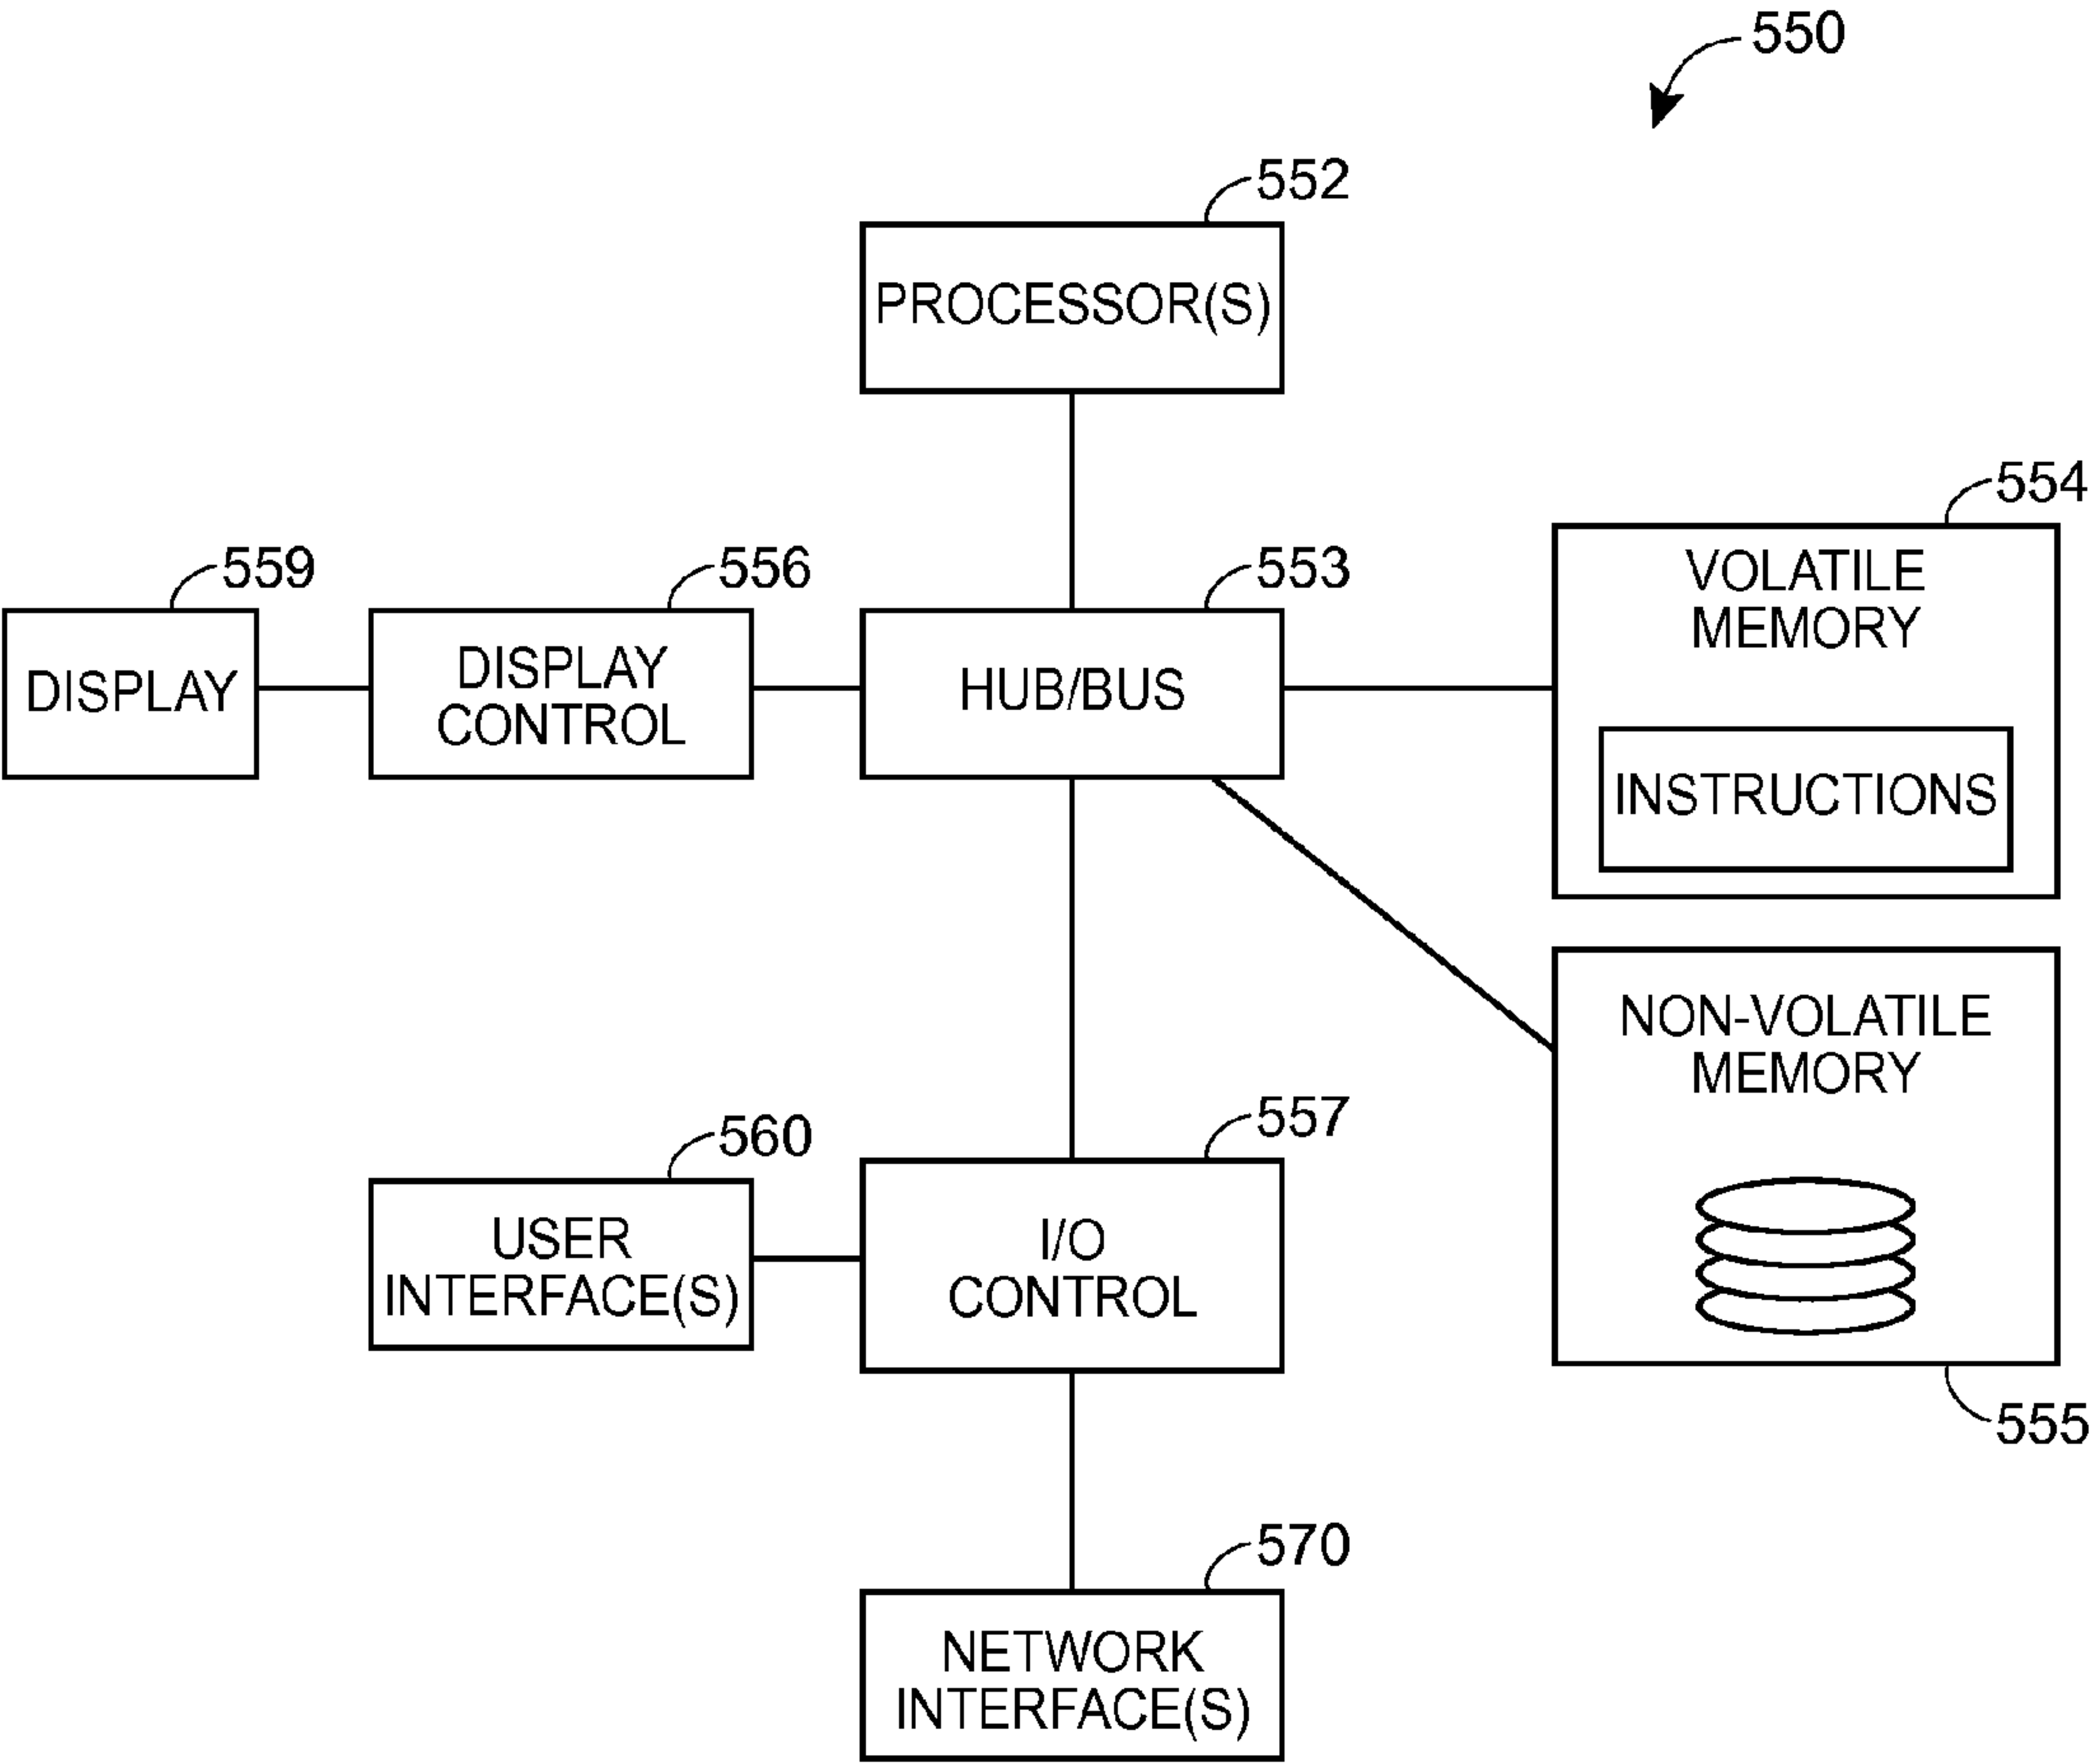 550
552
PROCESSOR(S)
554
VOLATILE
MEMORY
INSTRUCTIONS
559
DISPLAY
556
DISPLAY
CONTROL
553
HUB/BUS
NON-VOLATILE
MEMORY
555
560
USER
INTERFACE(S)
557
I/O
CONTROL
570
NETWORK
INTERFACE(S)